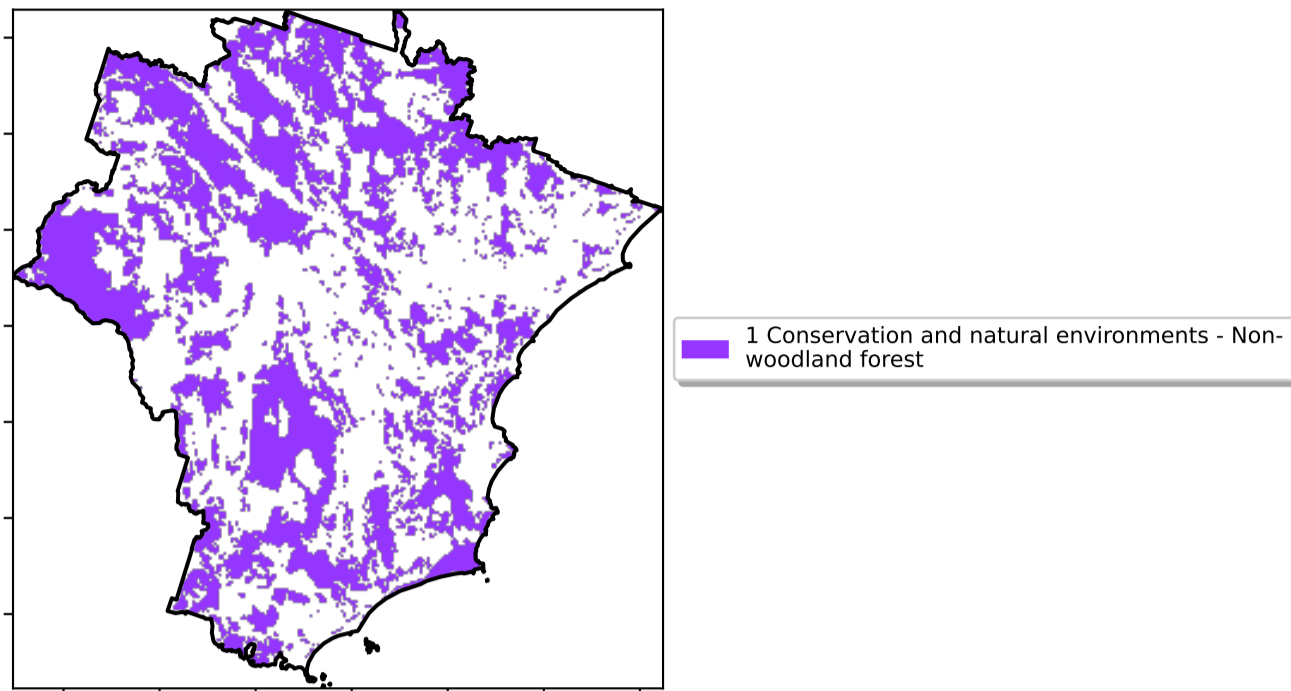 1 Conservation and natural environments - Non-
woodland forest